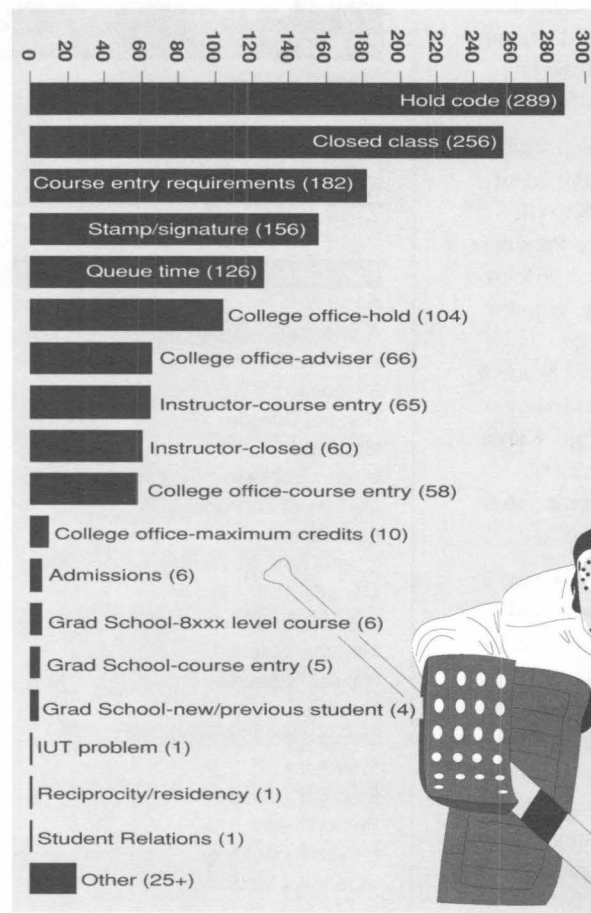 0 20 40 60 80 100 120 140 160 180 200 220 240 260 280 300
Hold code (289)
Closed class (256)
Course entry requirements (182)
Stamp/signature (156)
Queue time (126)
College office-hold (104)
College office-adviser (66)
Instructor-course entry (65)
Instructor-closed (60)
College office-course entry (58)
College office-maximum credits (10)
Admissions (6)
Grad School-8xxx level course (6)
Grad School-course entry (5)
Grad School-new/previous student (4)
IUT problem (1)
Reciprocity/residency (1)
Student Relations (1)
Other (25+)